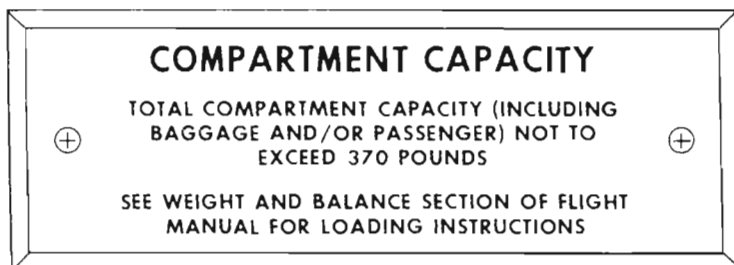 COMPARTMENT CAPACITY
TOTAL COMPARTMENT CAPACITY (INCLUDING
BAGGAGE AND/OR PASSENGER) NOT TO
EXCEED 370 POUNDS
SEE WEIGHT AND BALANCE SECTION OF FLIGHT
MANUAL FOR LOADING INSTRUCTIONS